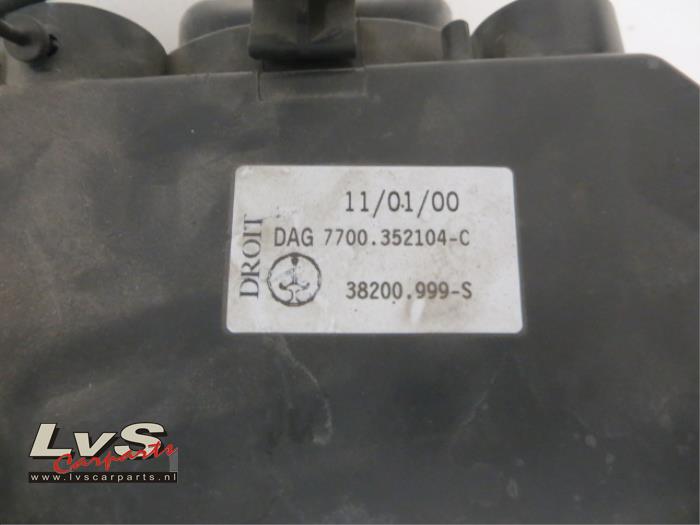 11/01/00
DROIT
DAG 7700.352104-C
38200.999-S
LvS
Carparts
www.lvscarparts.nl